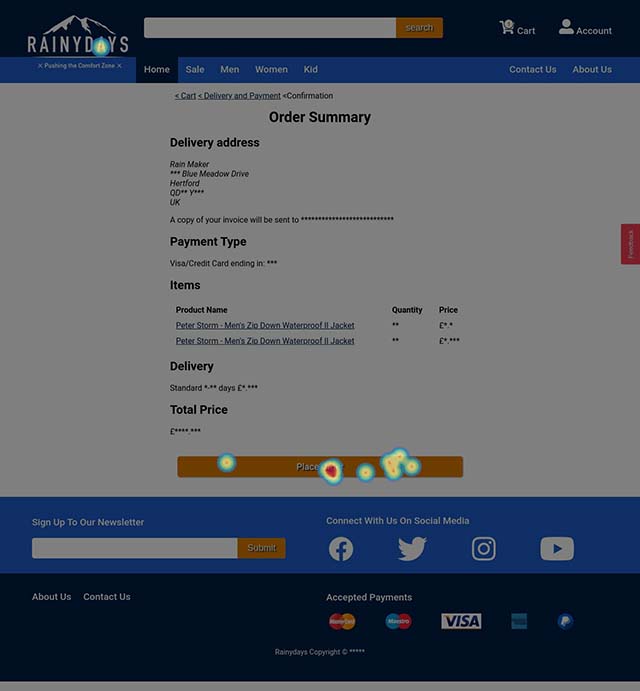 RAINYDAYS
× Pushing the Comfort Zone ×
search
Cart
Account
Home Sale Men Women Kid Contact Us About Us
< Cart < Delivery and Payment <Confirmation
Order Summary
Delivery address
Rain Maker
*** Blue Meadow Drive
Hertford
QD** Y***
UK
A copy of your invoice will be sent to **************************
Payment Type
Visa/Credit Card ending in: ***
Feedback
Items
Product Name Quantity Price
Peter Storm - Men's Zip Down Waterproof II Jacket ** £*.*
Peter Storm - Men's Zip Down Waterproof II Jacket ** £*.***
Delivery
Standard *-** days £*.***
Total Price
£****.***
Place
Sign Up To Our Newsletter
Connect With Us On Social Media
Submit
About Us Contact Us
Accepted Payments
MasterCard Maestro VISA
Rainydays Copyright © *****